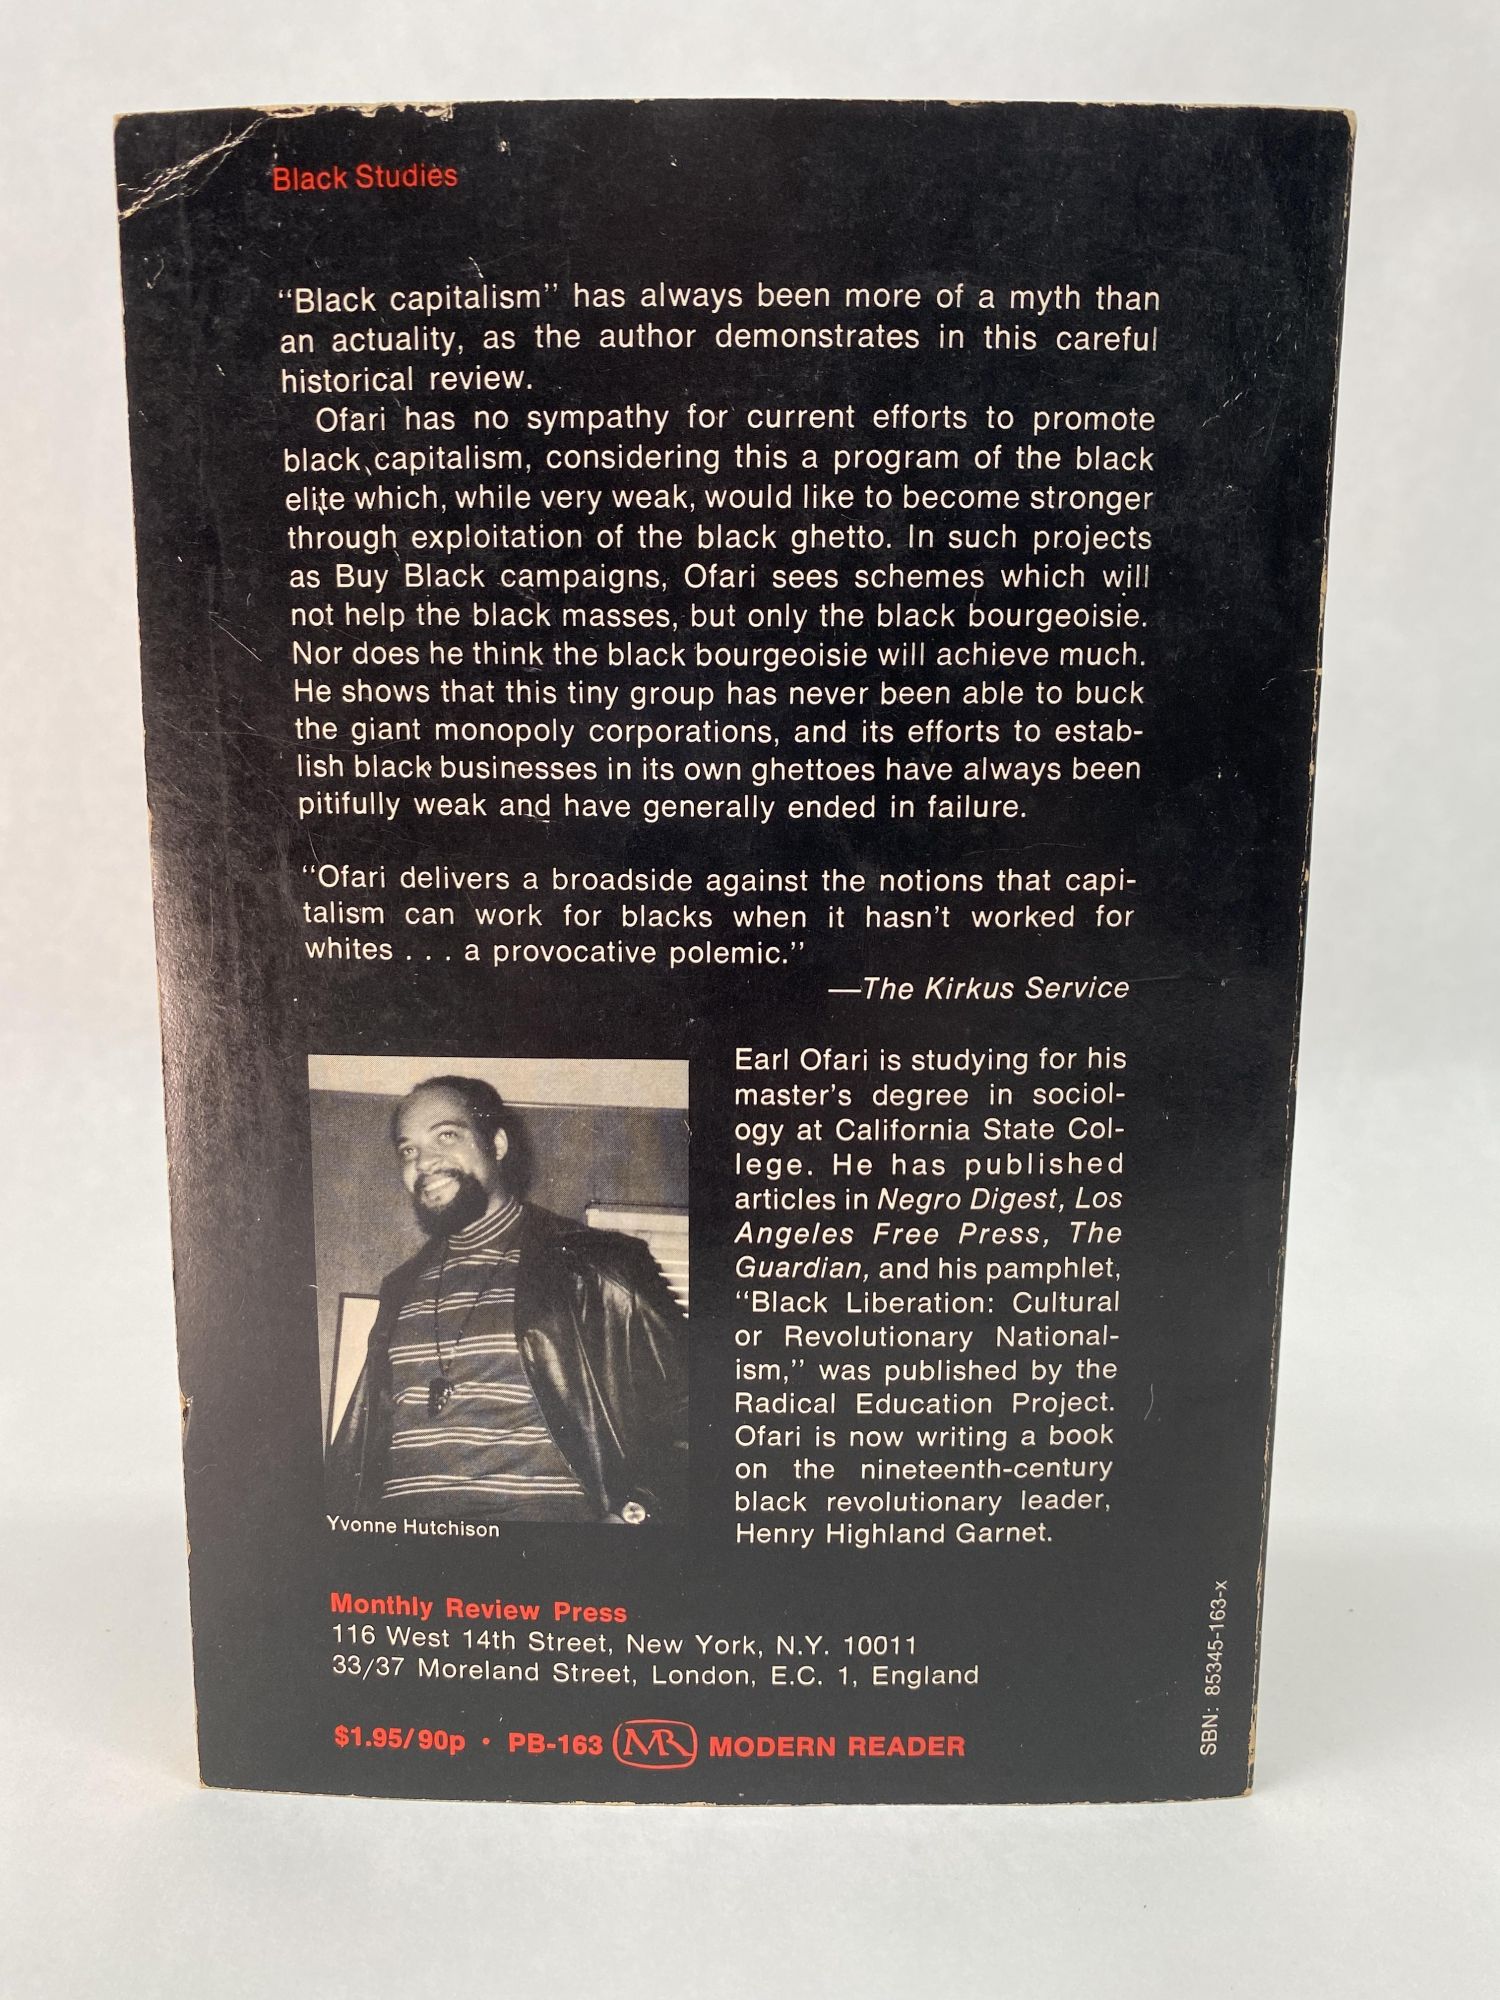 Black Studies
“Black capitalism” has always been more of a myth than
an actuality, as the author demonstrates in this careful
historical review.
Ofari has no sympathy for current efforts to promote
black capitalism, considering this a program of the black
elite which, while very weak, would like to become stronger
through exploitation of the black ghetto. In such projects
as Buy Black campaigns, Ofari sees schemes which will
not help the black masses, but only the black bourgeoisie.
Nor does he think the black bourgeoisie will achieve much.
He shows that this tiny group has never been able to buck
the giant monopoly corporations, and its efforts to estab-
lish black businesses in its own ghettoes have always been
pitifully weak and have generally ended in failure.
“Ofari delivers a broadside against the notions that capi-
talism can work for blacks when it hasn’t worked for
whites . . . a provocative polemic.”
—The Kirkus Service
Earl Ofari is studying for his
master’s degree in sociol-
ogy at California State Col-
lege. He has published
articles in Negro Digest, Los
Angeles Free Press, The
Guardian, and his pamphlet,
“Black Liberation: Cultural
or Revolutionary National-
ism,” was published by the
Radical Education Project.
Ofari is now writing a book
on the nineteenth-century
black revolutionary leader,
Henry Highland Garnet.
Yvonne Hutchison
Monthly Review Press
116 West 14th Street, New York, N.Y. 10011
33/37 Moreland Street, London, E.C. 1, England
$1.95/90p • PB-163 MR MODERN READER
SBN: 85345-163-x